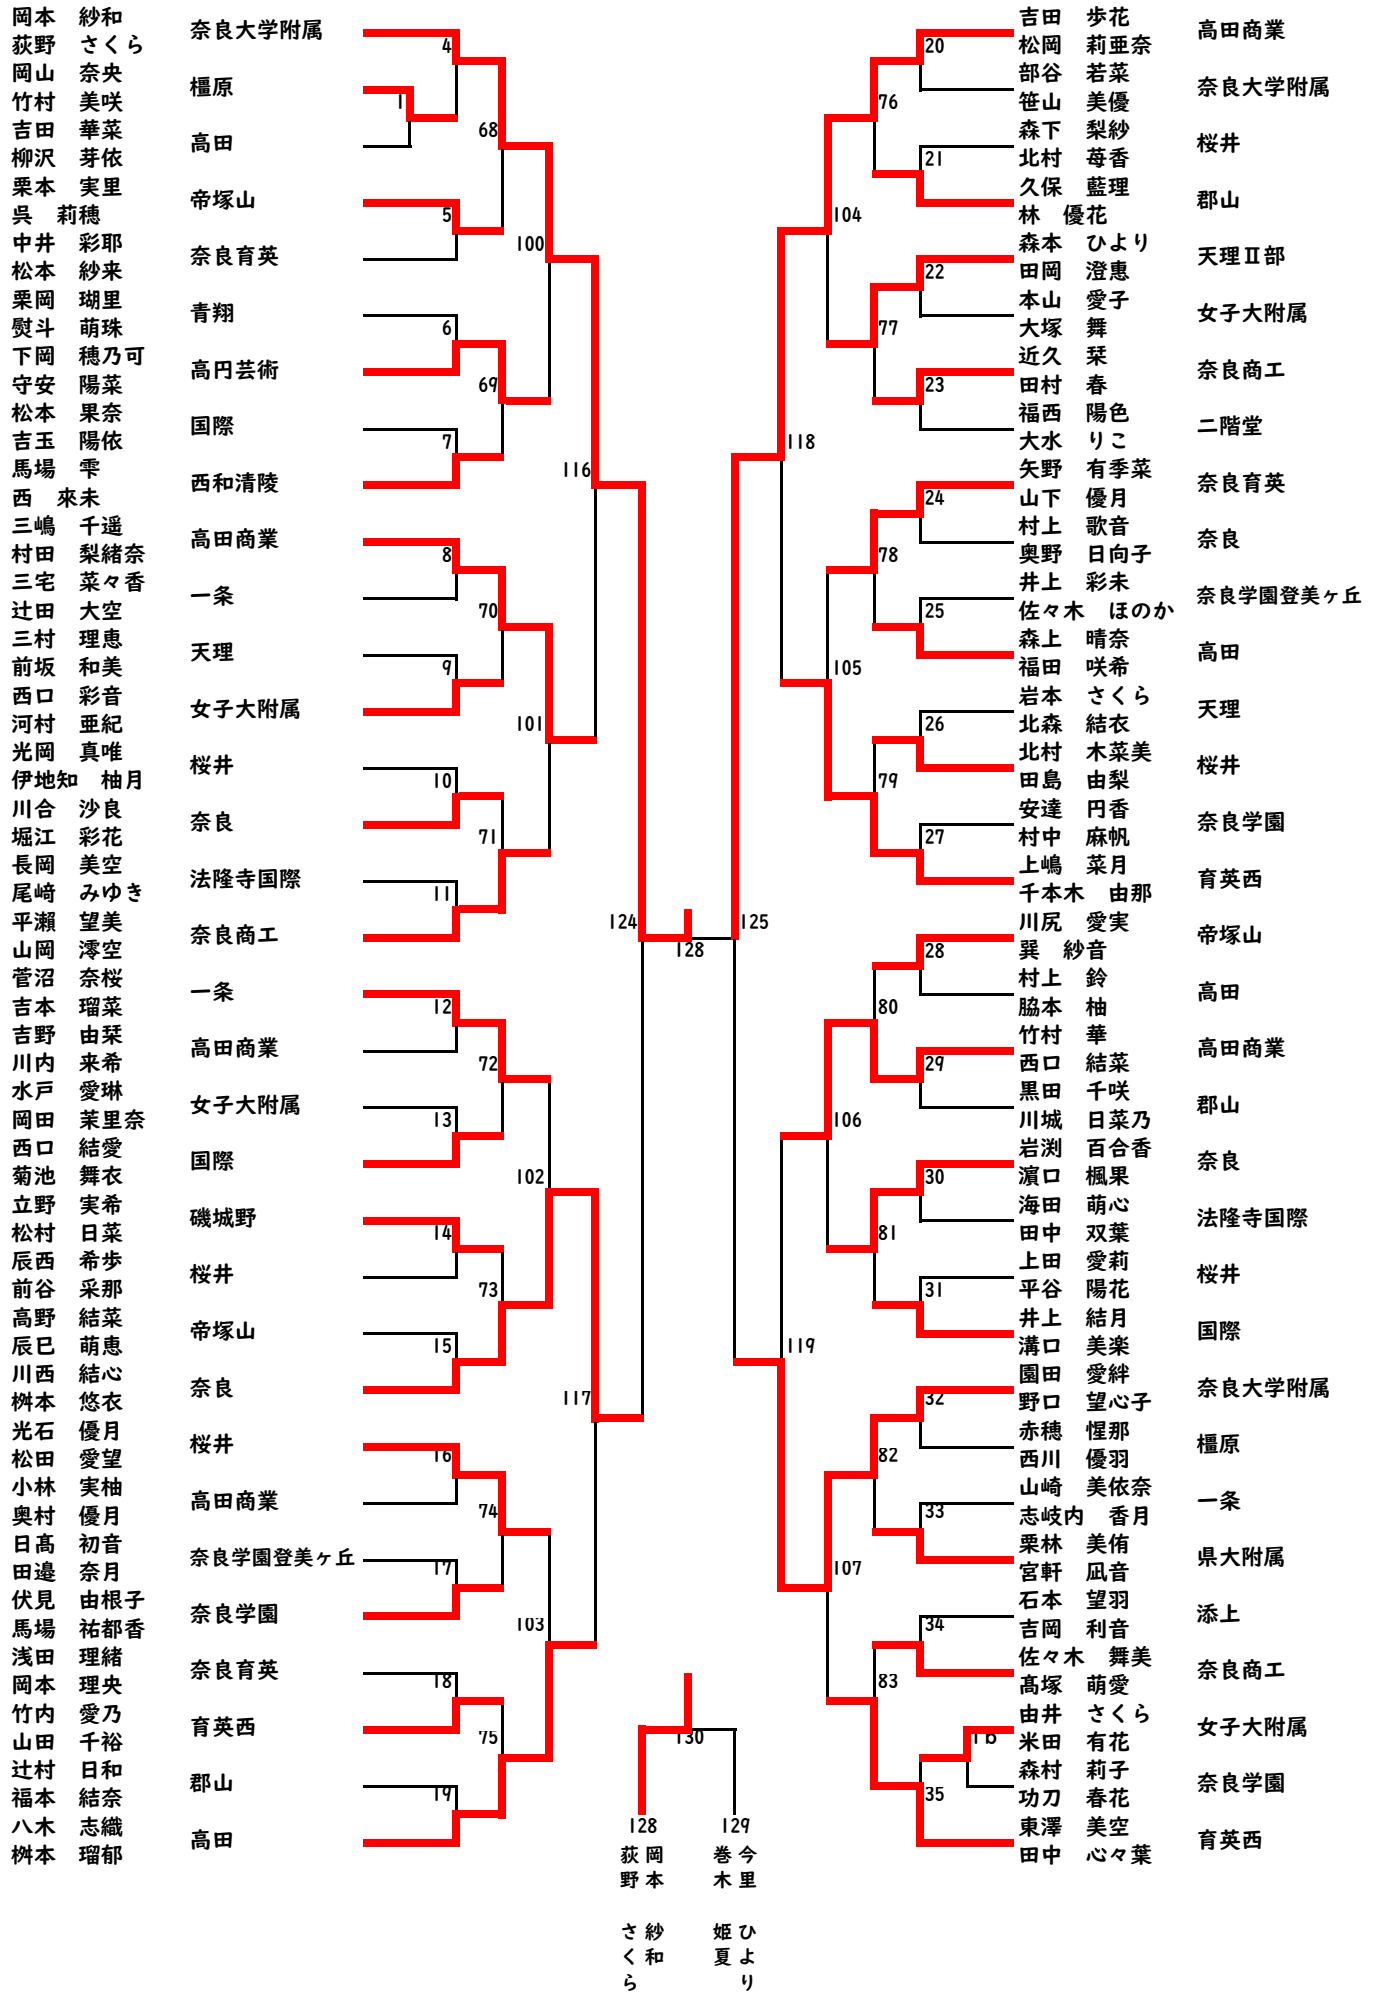 岡本 紗和
荻野 さくら
奈良大学附属
岡山 奈央
竹村 美咲
橿原
吉田 華菜
柳沢 芽依
高田
栗本 実里
呉 莉穂
帝塚山
中井 彩耶
松本 紗来
奈良育英
栗岡 瑚里
熨斗 萌珠
青翔
下岡 穂乃可
守安 陽菜
高円芸術
松本 果奈
吉玉 陽依
国際
馬場 雫
西 來未
西和清陵
三嶋 千遥
村田 梨緒奈
高田商業
三宅 菜々香
辻田 大空
一条
三村 理恵
前坂 和美
天理
西口 彩音
河村 亜紀
女子大附属
光岡 真唯
伊地知 柚月
桜井
川合 沙良
堀江 彩花
奈良
長岡 美空
尾﨑 みゆき
法隆寺国際
平瀬 望美
山岡 澪空
奈良商工
菅沼 奈桜
吉本 瑠菜
一条
吉野 由栞
川内 来希
高田商業
水戸 愛琳
岡田 茉里奈
女子大附属
西口 結愛
菊池 舞衣
国際
立野 実希
松村 日菜
磯城野
辰西 希歩
前谷 采那
桜井
高野 結菜
辰巳 萌恵
帝塚山
川西 結心
桝本 悠衣
奈良
光石 優月
松田 愛望
桜井
小林 実柚
奥村 優月
高田商業
日髙 初音
田邉 奈月
奈良学園登美ヶ丘
伏見 由根子
馬場 祐都香
奈良学園
浅田 理緒
岡本 理央
奈良育英
竹内 愛乃
山田 千裕
育英西
辻村 日和
福本 結奈
郡山
八木 志織
桝本 瑠郁
高田
1
4
5
6
7
8
9
10
11
12
13
14
15
16
17
18
19
68
69
70
71
72
73
74
75
100
101
102
103
116
117
124
128
125
118
119
104
105
106
107
76
77
78
79
80
81
82
83
20
21
22
23
24
25
26
27
28
29
30
31
32
33
34
35
16
吉田 歩花
松岡 莉亜奈
高田商業
部谷 若菜
笹山 美優
奈良大学附属
森下 梨紗
北村 苺香
桜井
久保 藍理
林 優花
郡山
森本 ひより
田岡 澄恵
天理Ⅱ部
本山 愛子
大塚 舞
女子大附属
近久 栞
田村 春
奈良商工
福西 陽色
大水 りこ
二階堂
矢野 有季菜
山下 優月
奈良育英
村上 歌音
奥野 日向子
奈良
井上 彩未
佐々木 ほのか
奈良学園登美ヶ丘
森上 晴奈
福田 咲希
高田
岩本 さくら
北森 結衣
天理
北村 木菜美
田島 由梨
桜井
安達 円香
村中 麻帆
奈良学園
上嶋 菜月
千本木 由那
育英西
川尻 愛実
巽 紗音
帝塚山
村上 鈴
脇本 柚
高田
竹村 華
西口 結菜
高田商業
黒田 千咲
川城 日菜乃
郡山
岩渕 百合香
濵口 楓果
奈良
海田 萌心
田中 双葉
法隆寺国際
上田 愛莉
平谷 陽花
桜井
井上 結月
溝口 美楽
国際
園田 愛絆
野口 望心子
奈良大学附属
赤穂 惺那
西川 優羽
橿原
山崎 美依奈
志岐内 香月
一条
栗林 美侑
宮軒 凪音
県大附属
石本 望羽
吉岡 利音
添上
佐々木 舞美
髙塚 萌愛
奈良商工
由井 さくら
米田 有花
女子大附属
森村 莉子
功刀 春花
奈良学園
東澤 美空
田中 心々葉
育英西
130
128
129
岡本 紗和
荻野 さくら
今里 ひより
巻木 姫夏